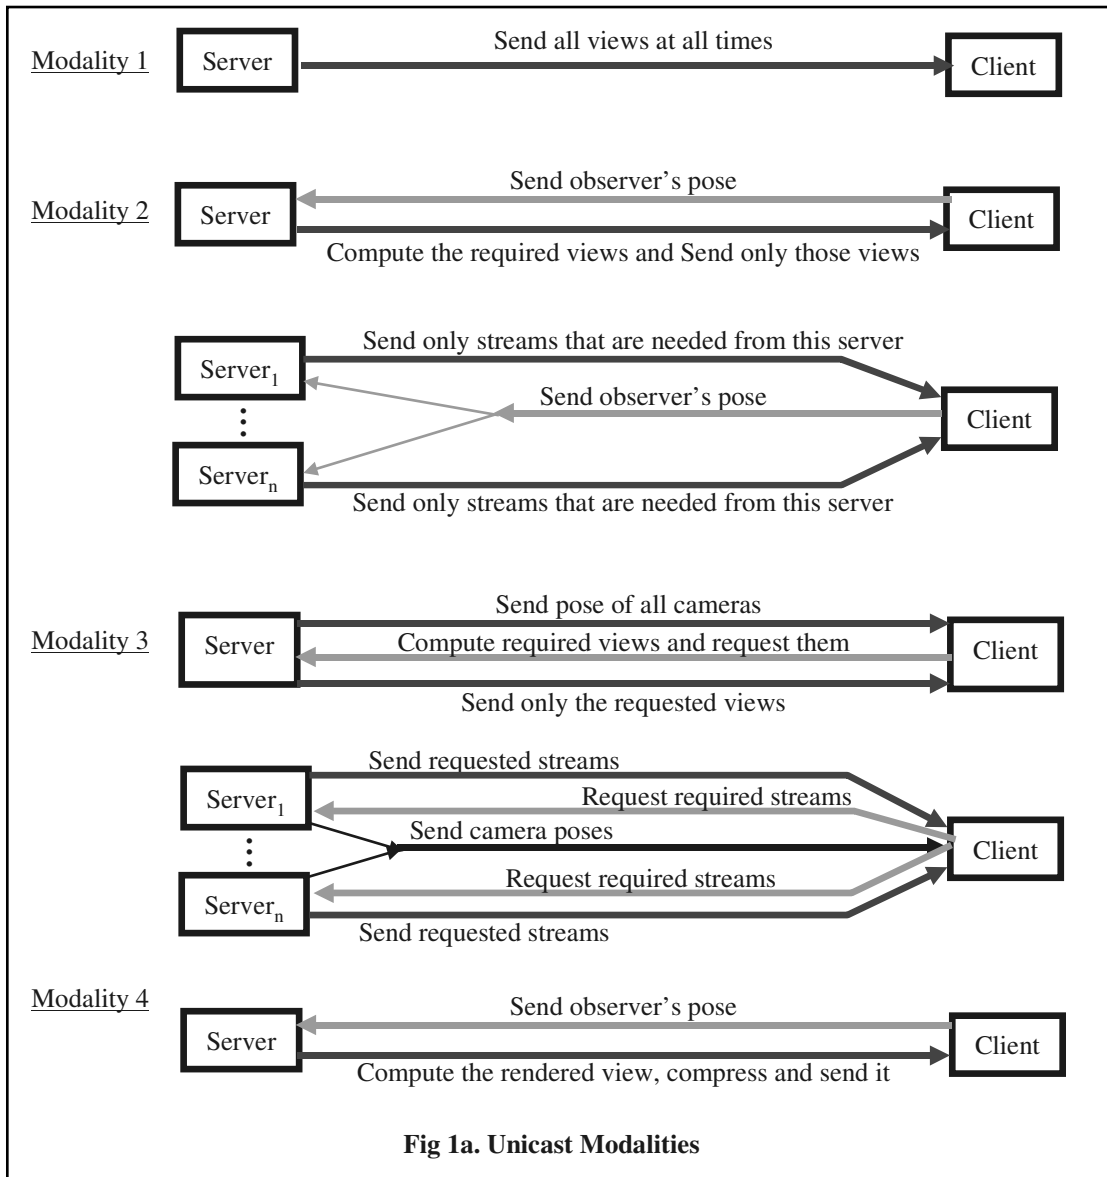 Send all views at all times
Modality 1
Server
Client
Send observer's pose
Modality 2
Server
Client
Compute the required views and Send only those views
Send only streams that are needed from this server
Server1
Send observer's pose
Client
Servern
Send only streams that are needed from this server
Send pose of all cameras
Modality 3
Server
Compute required views and request them
Client
Send only the requested views
Send requested streams
Server1
Request required streams
Send camera poses
Client
Request required streams
Servern
Send requested streams
Modality 4
Send observer's pose
Server
Client
Compute the rendered view, compress and send it
Fig 1a. Unicast Modalities